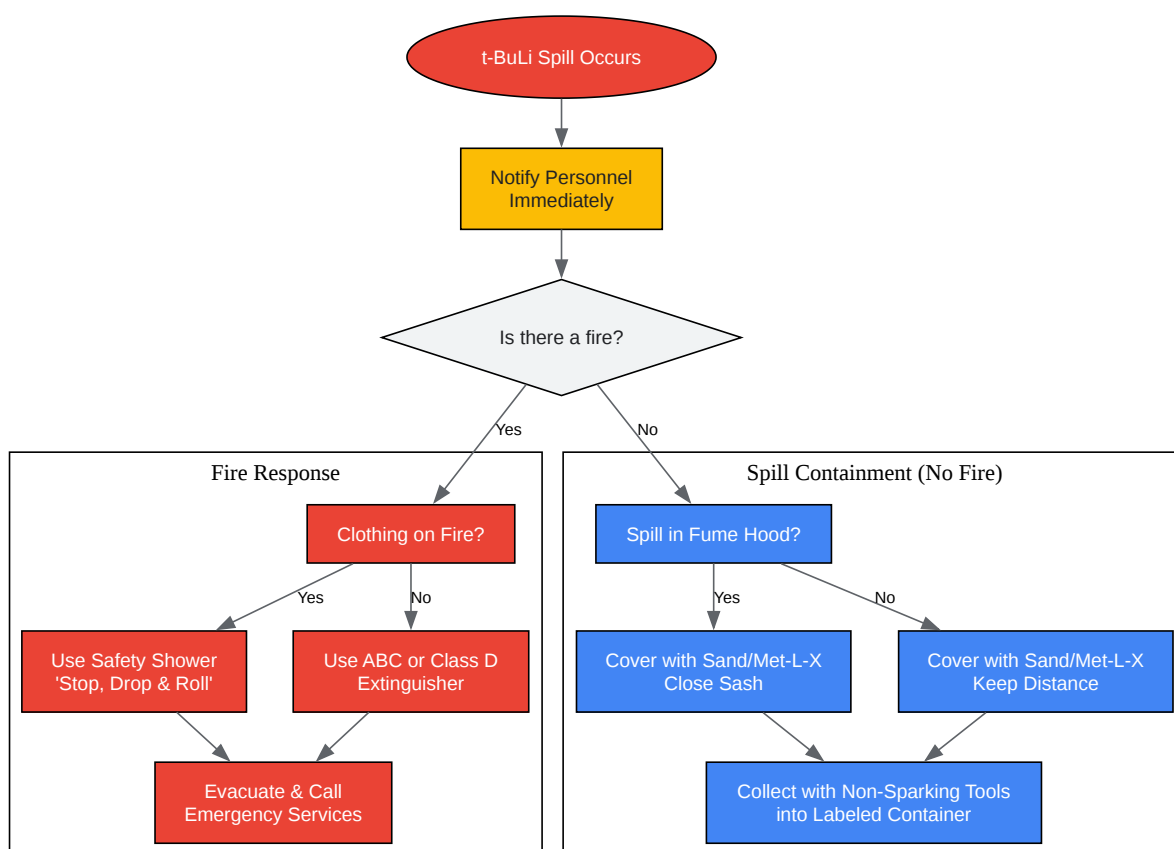 t-BuLi Spill Occurs
Notify Personnel
Immediately
Is there a fire?
Yes
No
Fire Response
Spill Containment (No Fire)
Clothing on Fire?
Spill in Fume Hood?
Yes
No
Yes
No
Use Safety Shower
'Stop, Drop & Roll'
Use ABC or Class D
Extinguisher
Cover with Sand/Met-L-X
Close Sash
Cover with Sand/Met-L-X
Keep Distance
Evacuate & Call
Emergency Services
Collect with Non-Sparking Tools
into Labeled Container